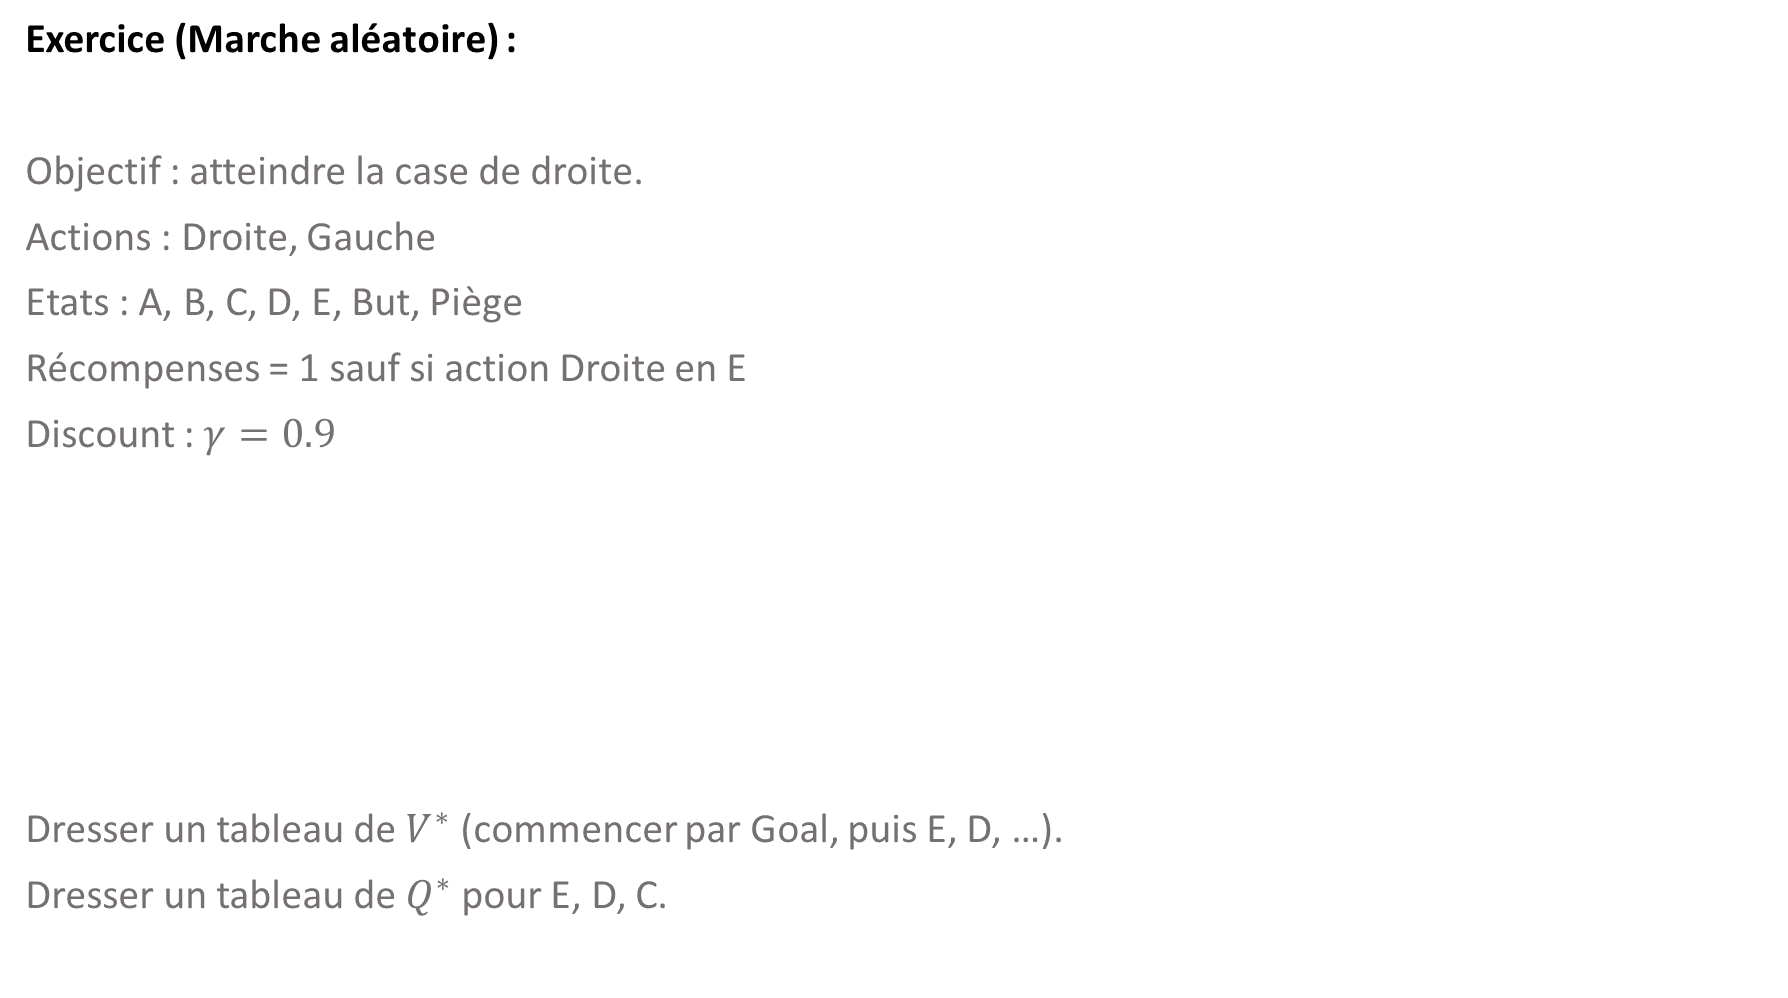 Exercice (Marche aléatoire) :
Objectif : atteindre la case de droite.
Actions : Droite, Gauche
Etats : A, B, C, D, E, But, Piège
Récompenses = 1 sauf si action Droite en E
Discount : γ = 0.9
Dresser un tableau de V* (commencer par Goal, puis E, D, …).
Dresser un tableau de Q* pour E, D, C.